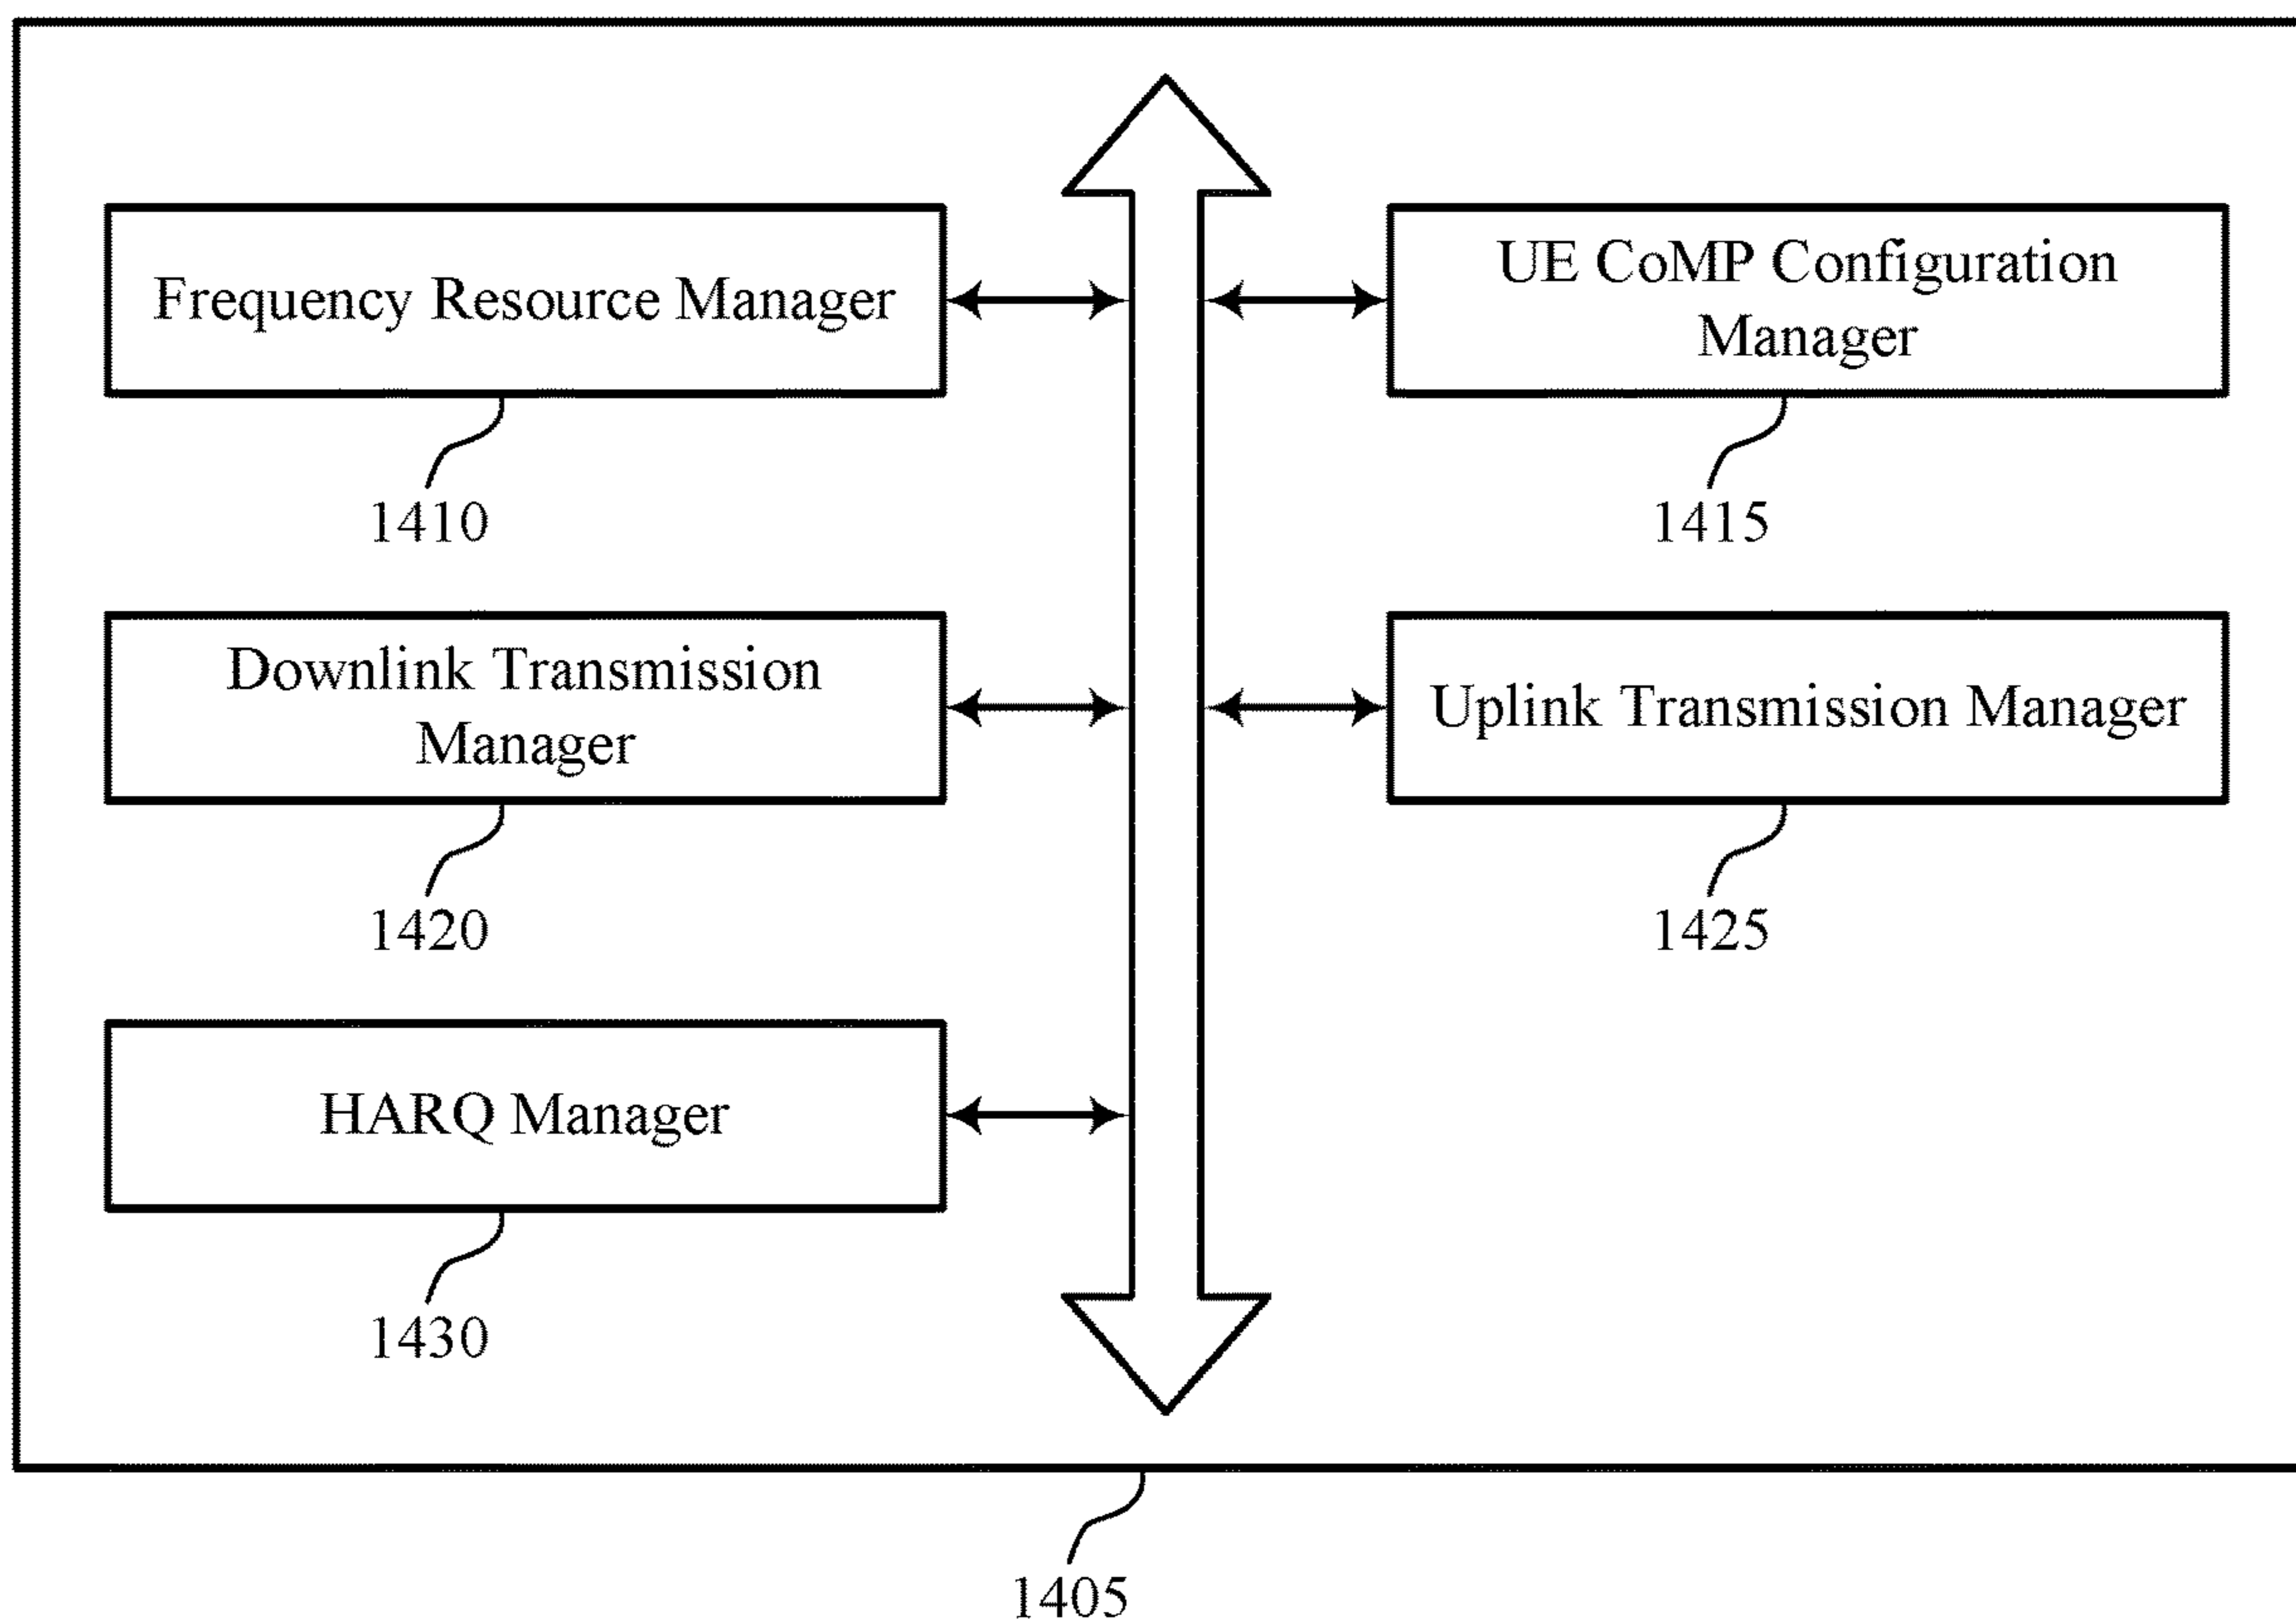 Frequency Resource Manager
1410
UE CoMP Configuration
Manager
1415
Downlink Transmission
Manager
1420
Uplink Transmission Manager
1425
HARQ Manager
1430
1405